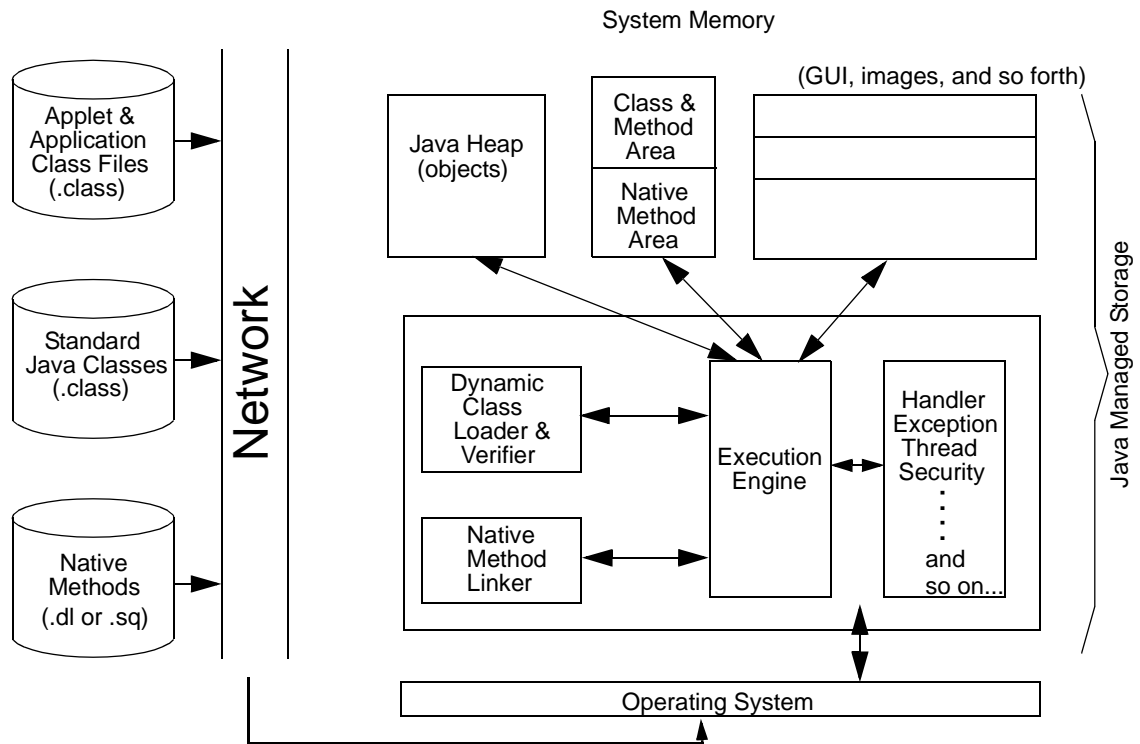 System Memory
Applet &
Application
Class Files
(.class)
Standard
Java Classes
(.class)
Native
Methods
(.dl or .sq)
Network
Java Heap
(objects)
Class &
Method
Area
Native
Method
Area
(GUI, images, and so forth)
Dynamic
Class
Loader &
Verifier
Native
Method
Linker
Execution
Engine
Handler
Exception
Thread
Security
.
.
.
.
and
so on...
Java Managed Storage
Operating System